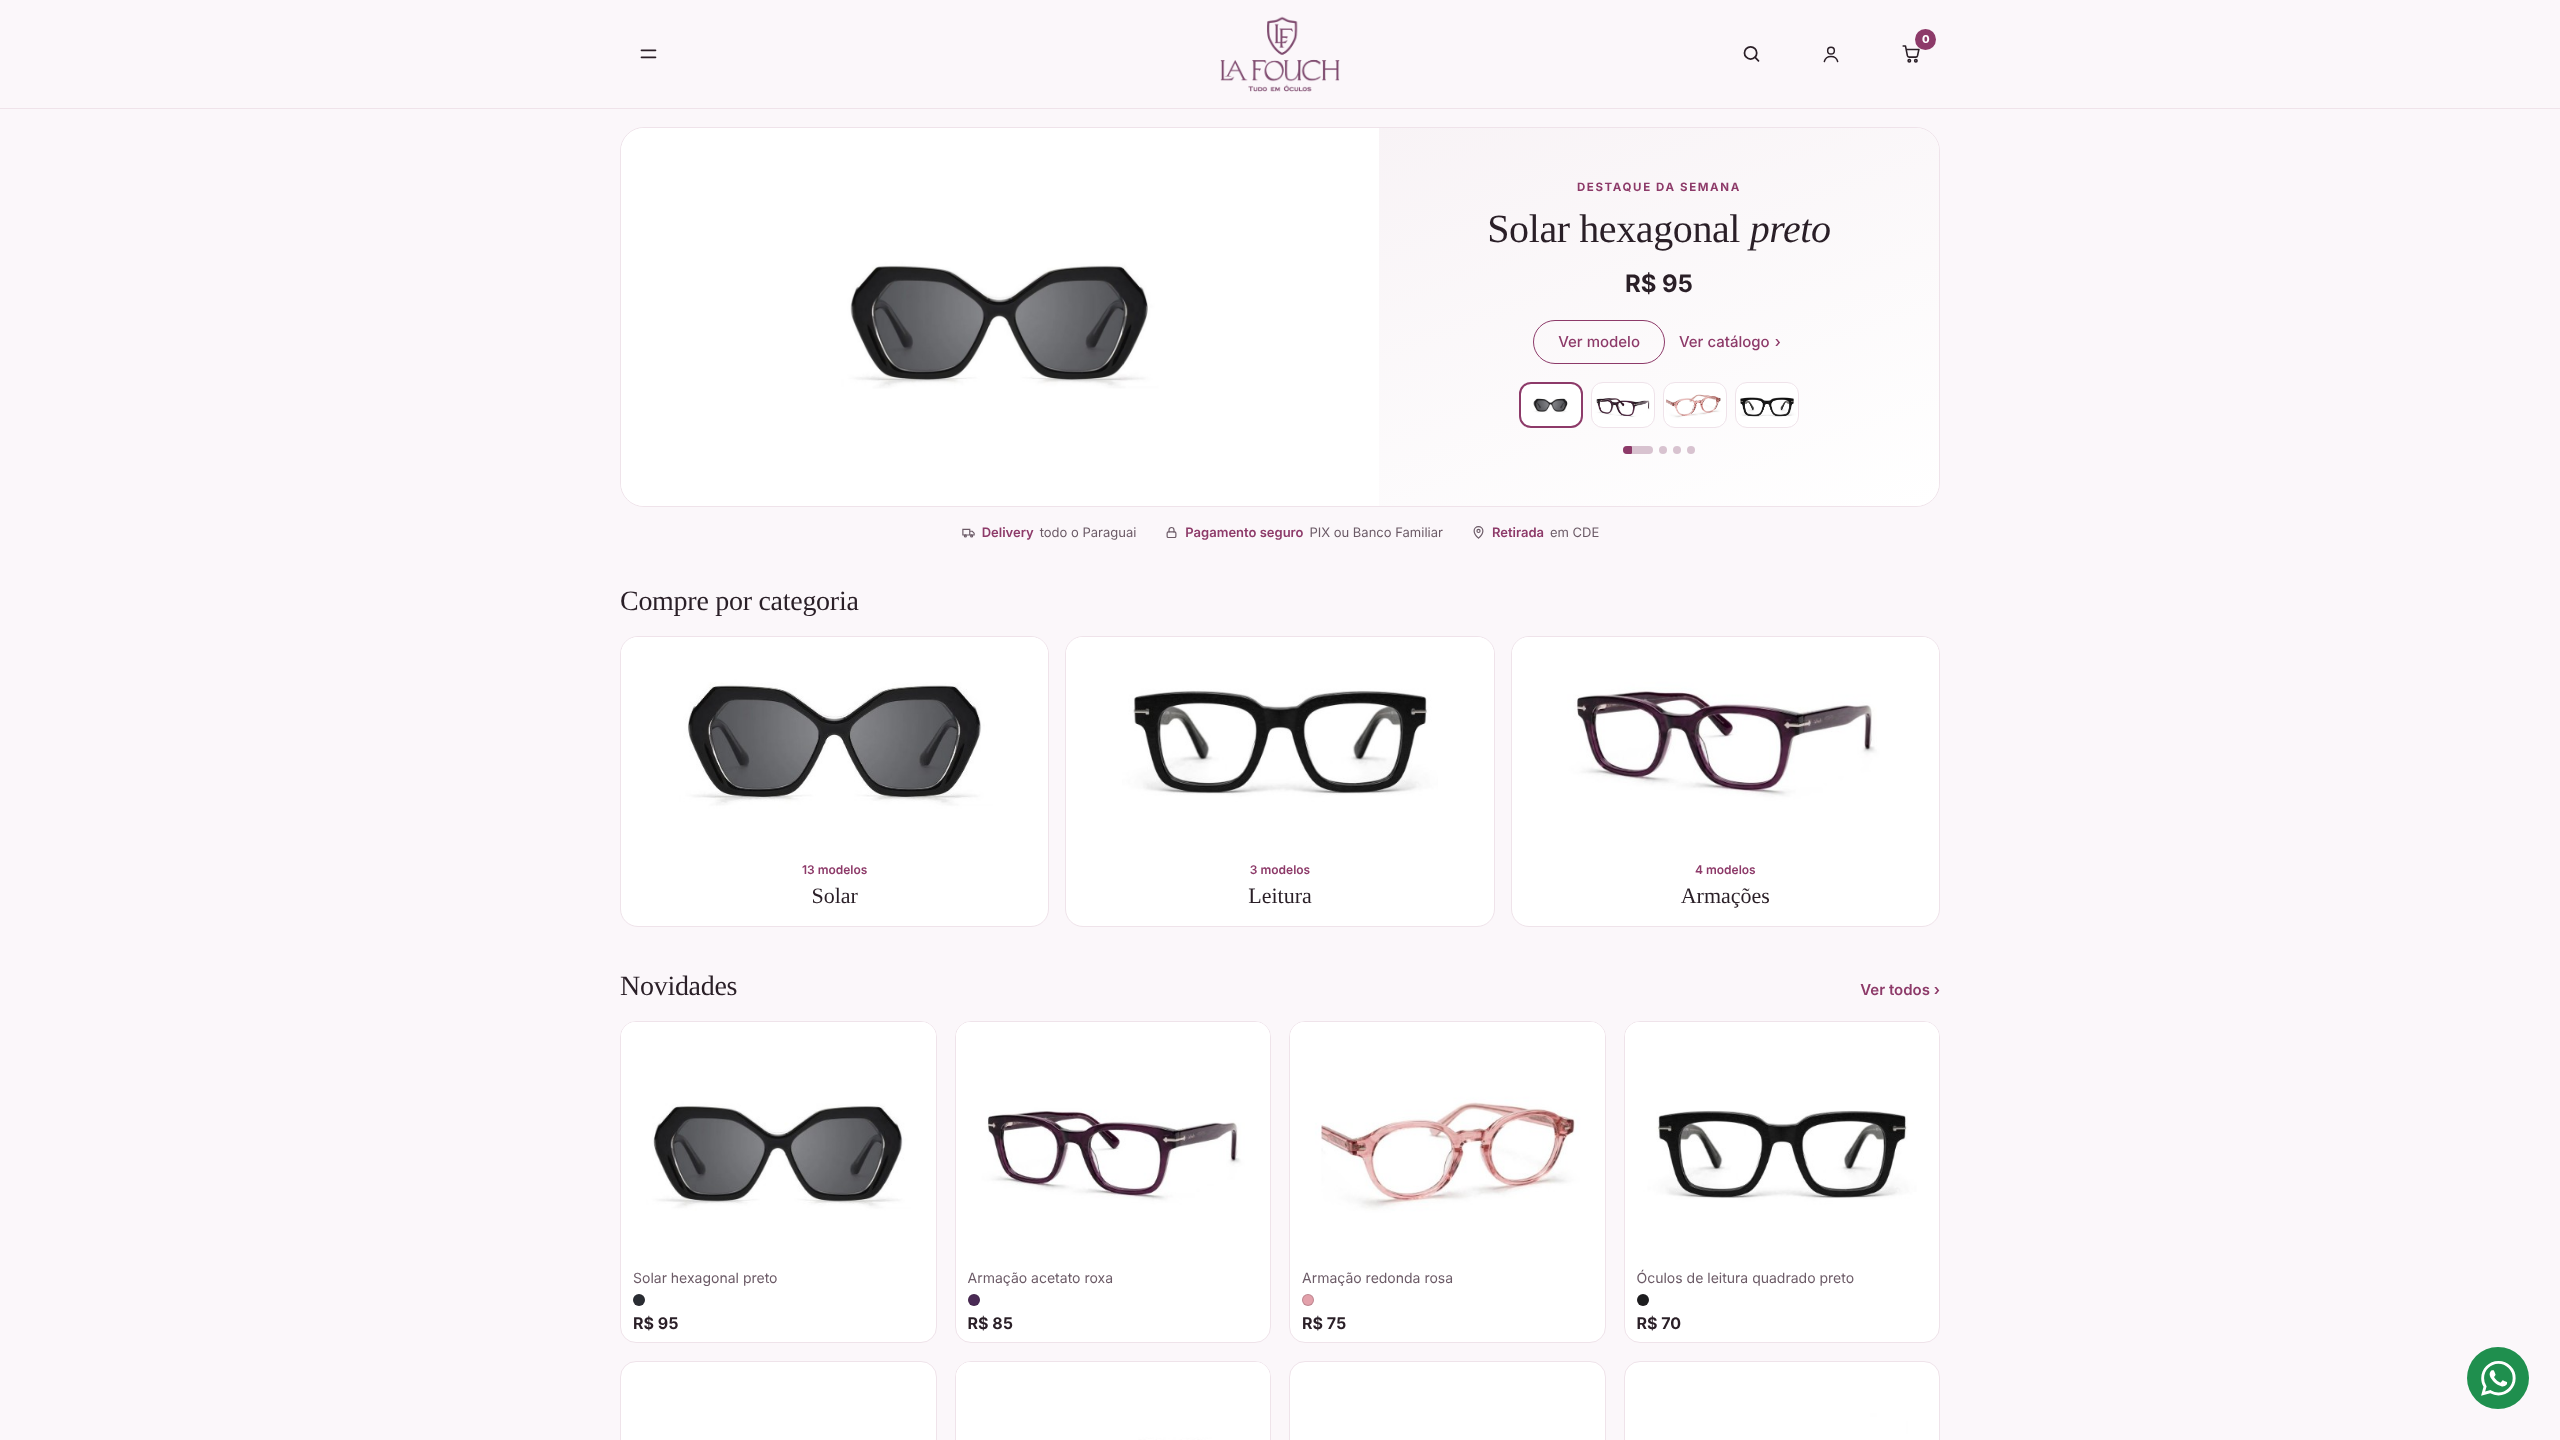 LF
LA FOUCH
TUDO EM ÓCULOS
0
DESTAQUE DA SEMANA
Solar hexagonal preto
R$ 95
Ver modelo
Ver catálogo ›
Delivery todo o Paraguai
Pagamento seguro PIX ou Banco Familiar
Retirada em CDE
Compre por categoria
13 modelos
Solar
3 modelos
Leitura
4 modelos
Armações
Novidades
Ver todos ›
Solar hexagonal preto
R$ 95
Armação acetato roxa
R$ 85
Armação redonda rosa
R$ 75
Óculos de leitura quadrado preto
R$ 70